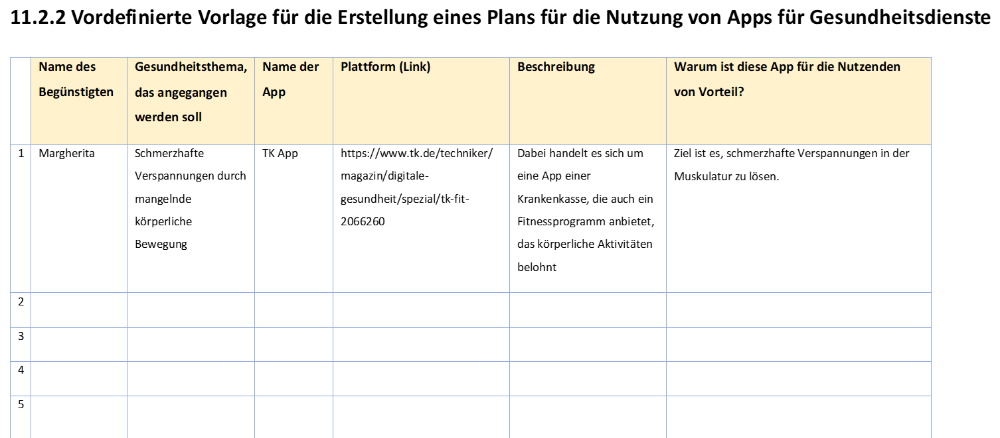 11.2.2 Vordefinierte Vorlage für die Erstellung eines Plans für die Nutzung von Apps für Gesundheitsdienste
Name des
Begünstigten
Gesundheitsthema,
das angegangen
werden soll
Name der
App
Plattform (Link)
Beschreibung
Warum ist diese App für die Nutzenden
von Vorteil?
1
Margherita
Schmerzhafte
Verspannungen durch
mangelnde
körperliche
Bewegung
TK App
https://www.tk.de/techniker/
magazin/digitale-
gesundheit/spezial/tk-fit-
2066260
Dabei handelt es sich um
eine App einer
Krankenkasse, die auch ein
Fitnessprogramm anbietet,
das körperliche Aktivitäten
belohnt
Ziel ist es, schmerzhafte Verspannungen in der
Muskulatur zu lösen.
2
3
4
5